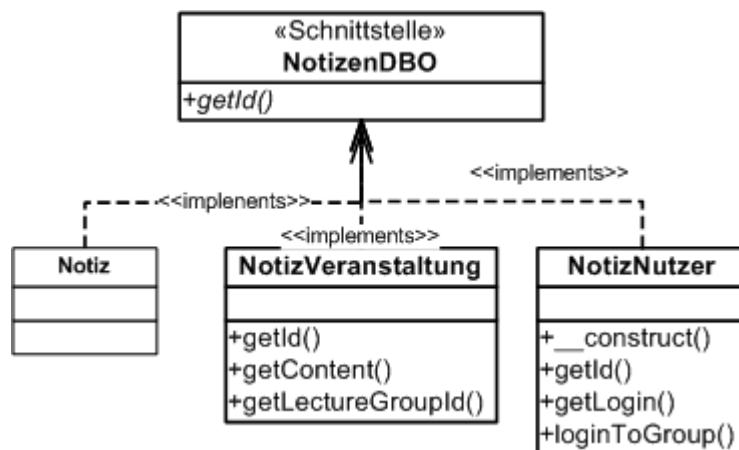 «Schnittstelle»
NotizenDBO
+getId()
<<implenents>>
<<implements>>
<<implements>>
Notiz
NotizVeranstaltung
+getId()
+getContent()
+getLectureGroupId()
NotizNutzer
+__construct()
+getId()
+getLogin()
+loginToGroup()